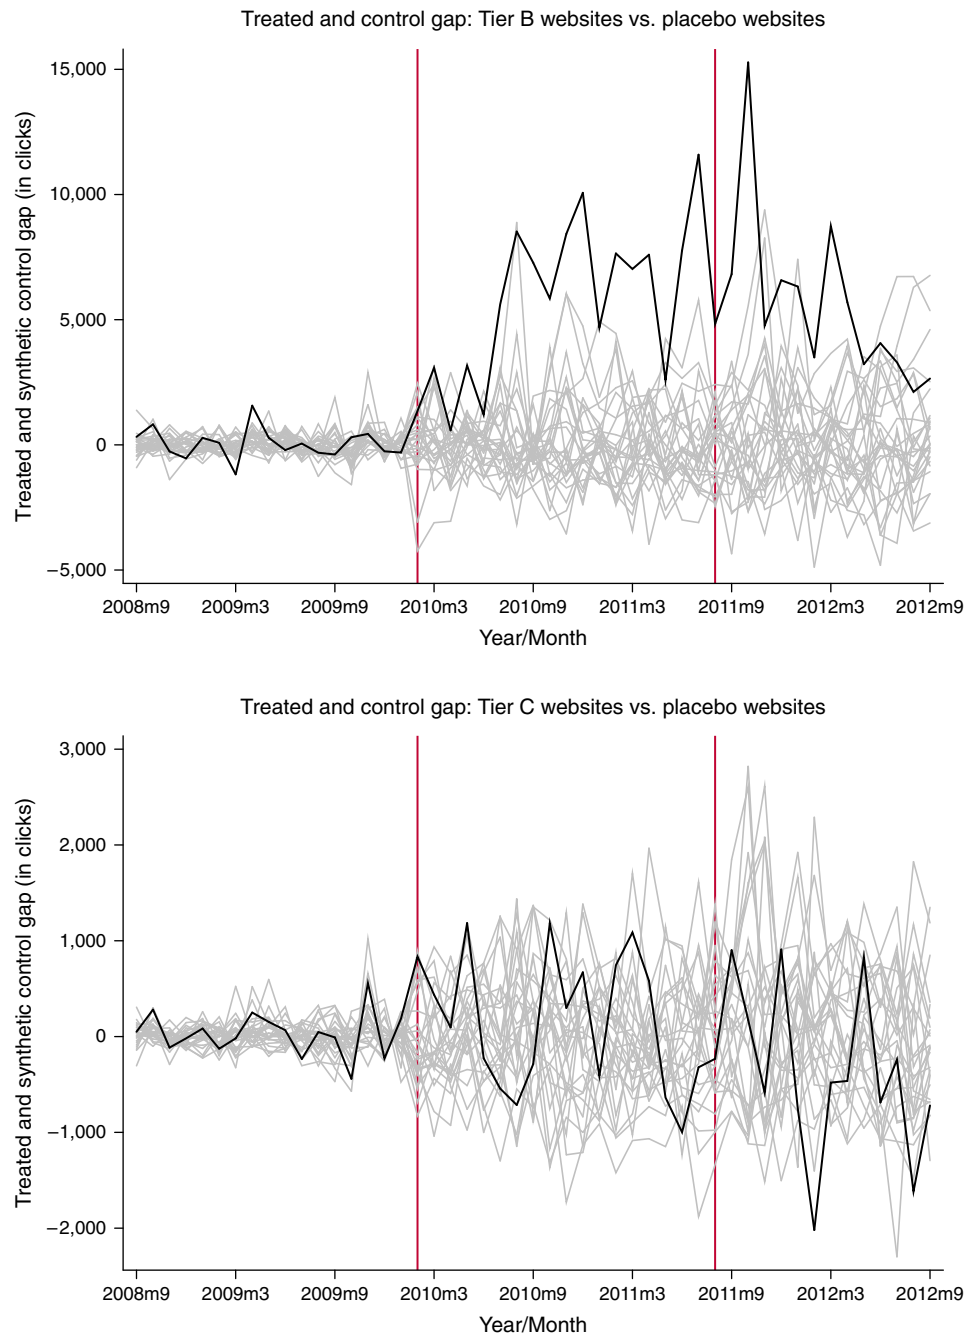 Treated and control gap: Tier B websites vs. placebo websites
Treated and synthetic control gap (in clicks)
15,000
10,000
5,000
0
−5,000
2008m9 2009m3 2009m9 2010m3 2010m9 2011m3 2011m9 2012m3 2012m9
Year/Month
Treated and control gap: Tier C websites vs. placebo websites
Treated and synthetic control gap (in clicks)
3,000
2,000
1,000
0
−1,000
−2,000
2008m9 2009m3 2009m9 2010m3 2010m9 2011m3 2011m9 2012m3 2012m9
Year/Month